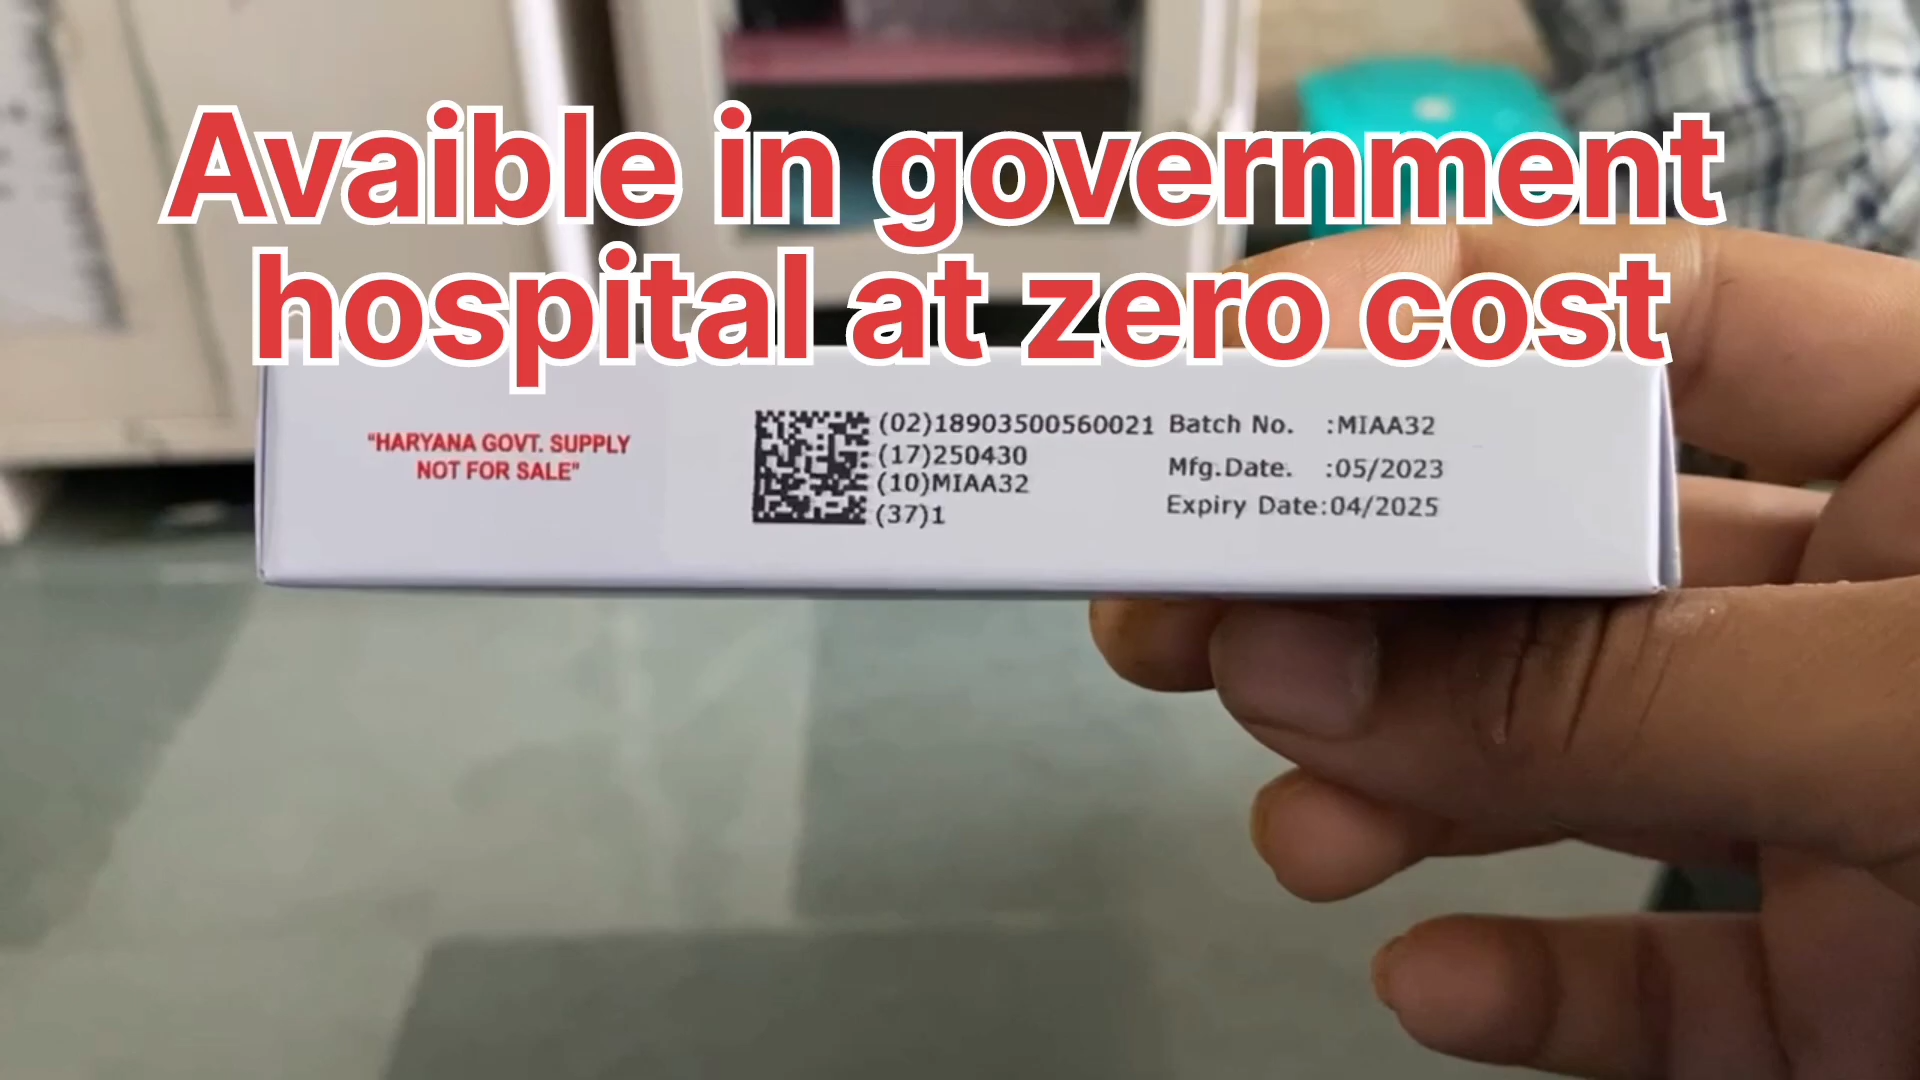 Avaible in government
hospital at zero cost
"HARYANA GOVT. SUPPLY
NOT FOR SALE"
(02)18903500560021
(17)250430
(10)MIAA32
(37)1
Batch No. :MIAA32
Mfg.Date. :05/2023
Expiry Date:04/2025